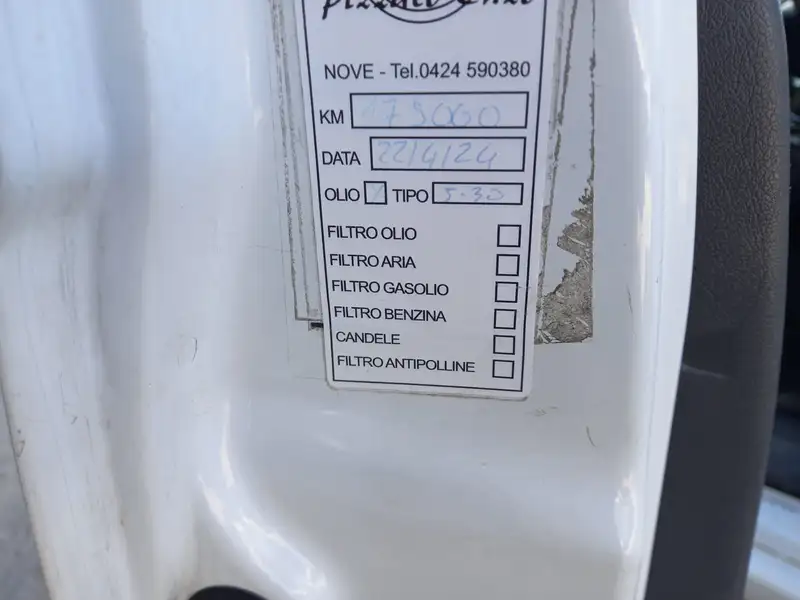 NOVE - Tel.0424 590380
KM 175000
DATA 22/4/24
OLIO X TIPO 5-30
FILTRO OLIO
FILTRO ARIA
FILTRO GASOLIO
FILTRO BENZINA
CANDELE
FILTRO ANTIPOLLINE